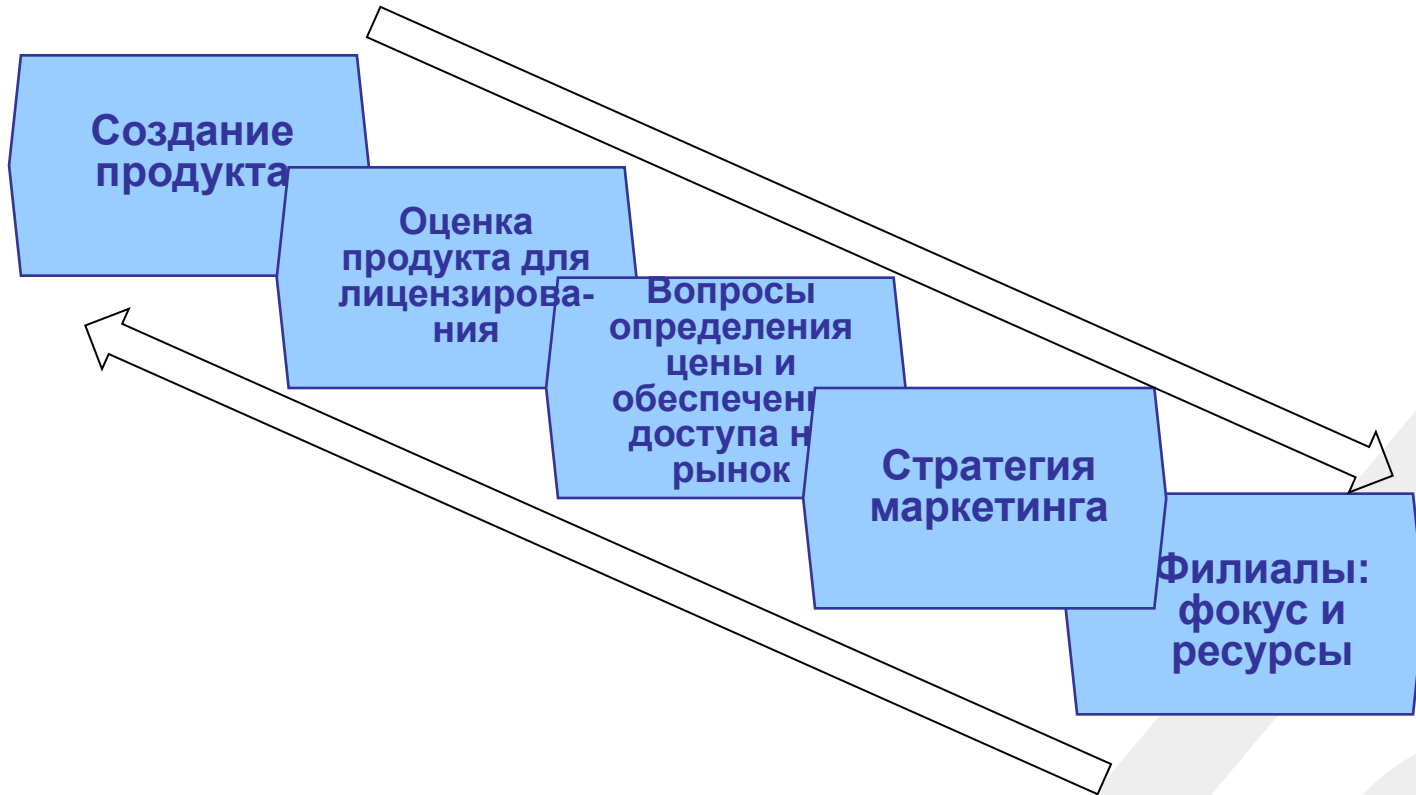 Создание
продукта
Оценка
продукта для
лицензирова-
ния
Вопросы
определения
цены и
обеспечени
доступа н
рынок
Стратегия
маркетинга
Филиалы:
фокус и
ресурсы